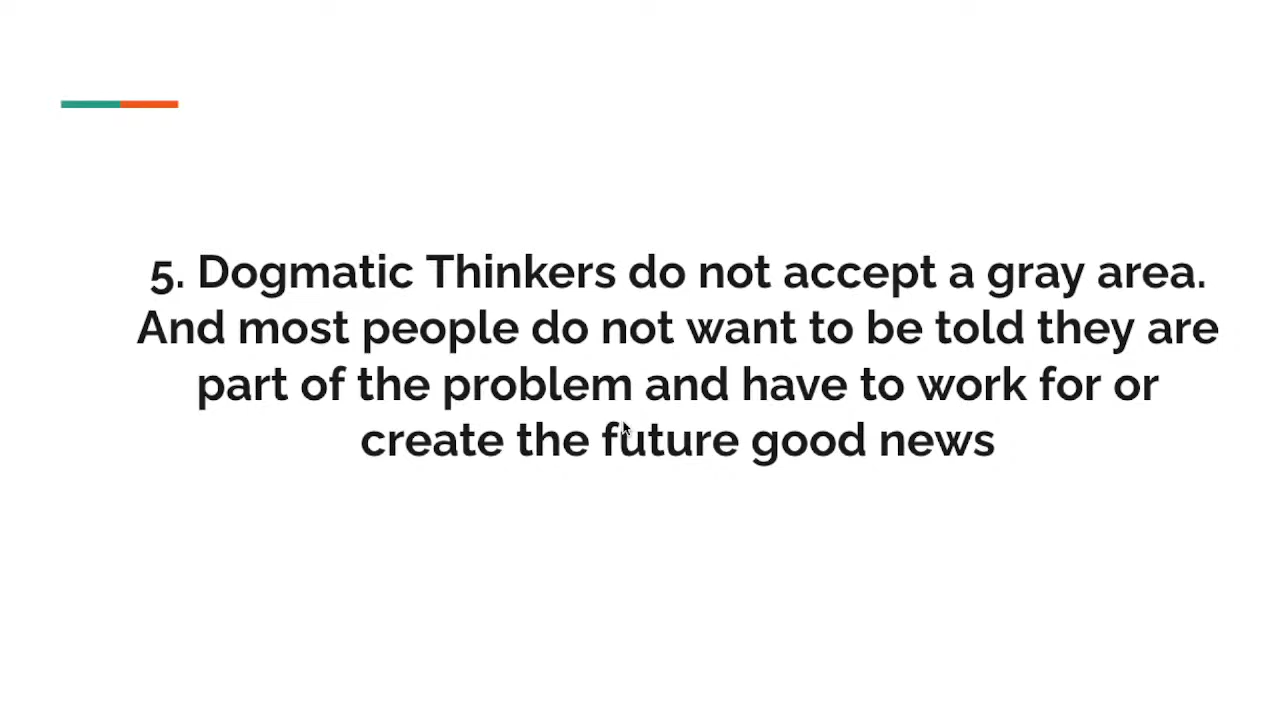 5. Dogmatic Thinkers do not accept a gray area.
And most people do not want to be told they are
part of the problem and have to work for or
create the future good news